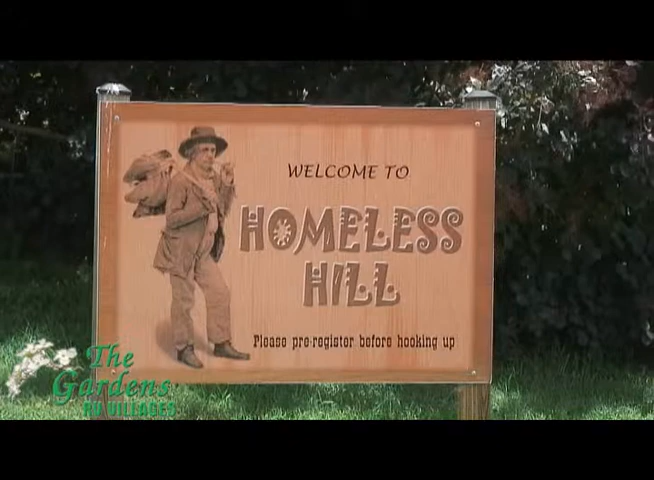 WELCOME TO
HOMELESS
HILL
Please pre-register before hooking up
The
Gardens
RV VILLAGES